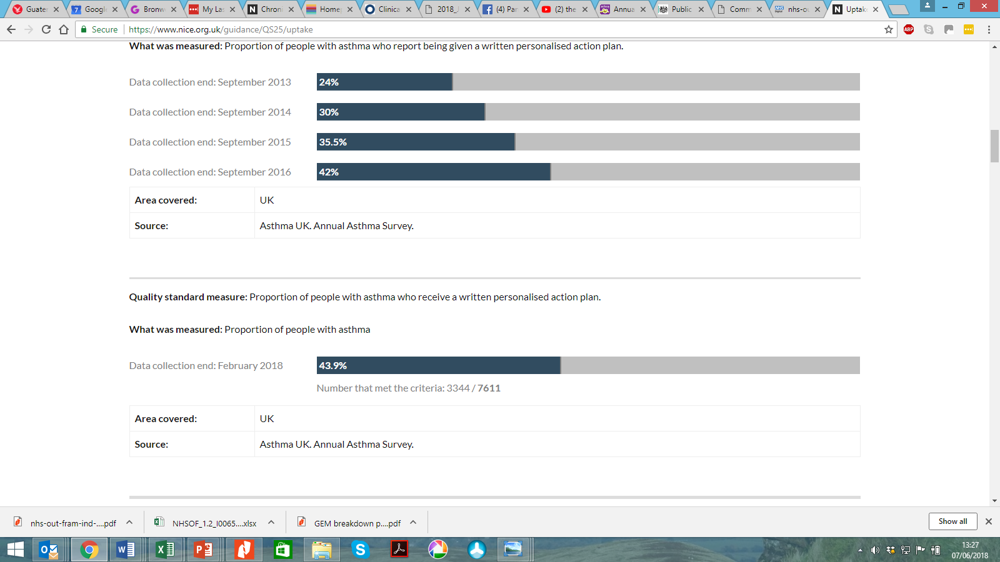 Guater
Google
Bronw
My Las
Chroni
Home
Clinica
2018_
(4) Par
(2) the
Annua
Public
Comm
nhs-ou
Uptake
Secure
https://www.nice.org.uk/guidance/QS25/uptake
ABP
What was measured: Proportion of people with asthma who report being given a written personalised action plan.
Data collection end: September 2013
24%
Data collection end: September 2014
30%
Data collection end: September 2015
35.5%
Data collection end: September 2016
42%
Area covered: UK
Source: Asthma UK. Annual Asthma Survey.
Quality standard measure: Proportion of people with asthma who receive a written personalised action plan.
What was measured: Proportion of people with asthma
Data collection end: February 2018
43.9%
Number that met the criteria: 3344 / 7611
Area covered: UK
Source: Asthma UK. Annual Asthma Survey.
nhs-out-fram-ind-....pdf
NHSOF_1.2_I0065....xlsx
GEM breakdown p....pdf
Show all
13:27
07/06/2018